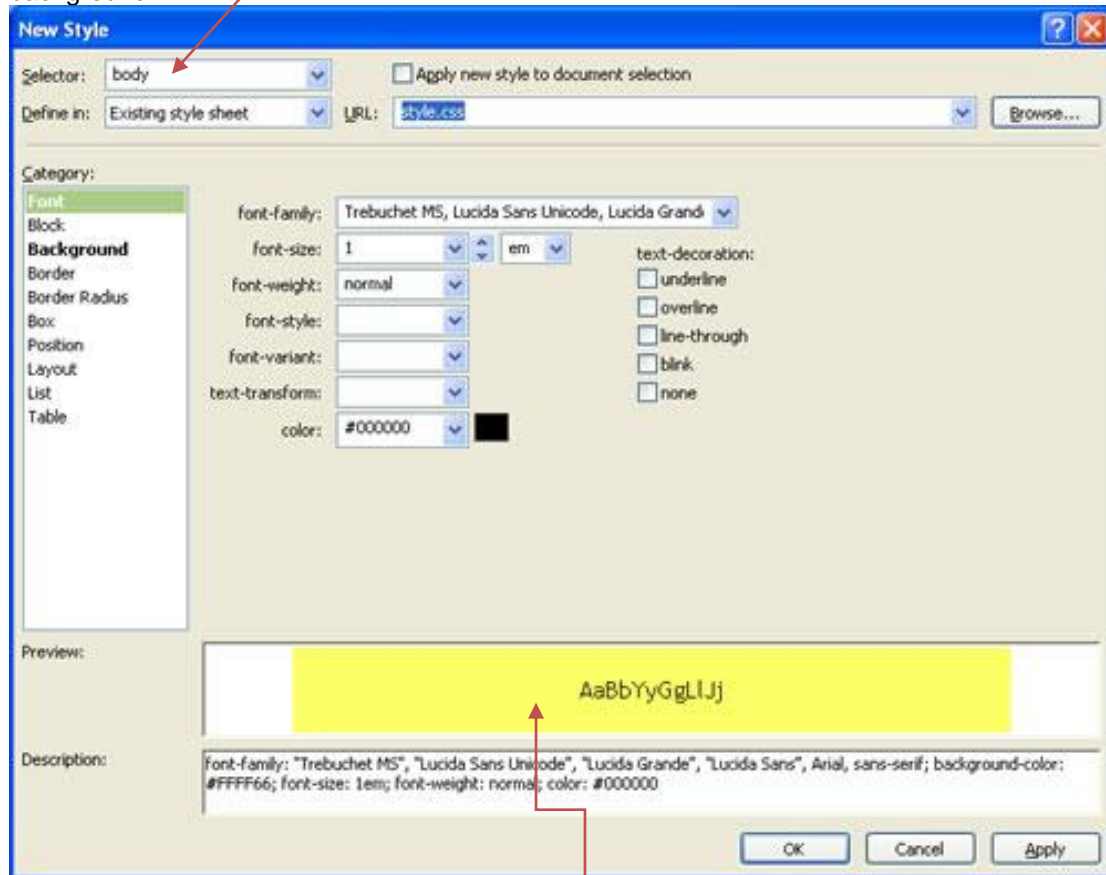 New Style
Selector: body Apply new style to document selection
Define in: Existing style sheet URL: style.css Browse...
Category:
Font
Block
Background
Border
Border Radius
Box
Position
Layout
List
Table
font-family: Trebuchet MS, Lucida Sans Unicode, Lucida Grand
font-size: 1 em
font-weight: normal
font-style:
font-variant:
text-transform:
color: #000000
text-decoration:
underline
overline
line-through
blink
none
Preview:
AaBbYyGgLlJj
Description:
font-family: "Trebuchet MS", "Lucida Sans Unicode", "Lucida Grande", "Lucida Sans", Arial, sans-serif; background-color:
#FFFF66; font-size: 1em; font-weight: normal; color: #000000
OK Cancel Apply